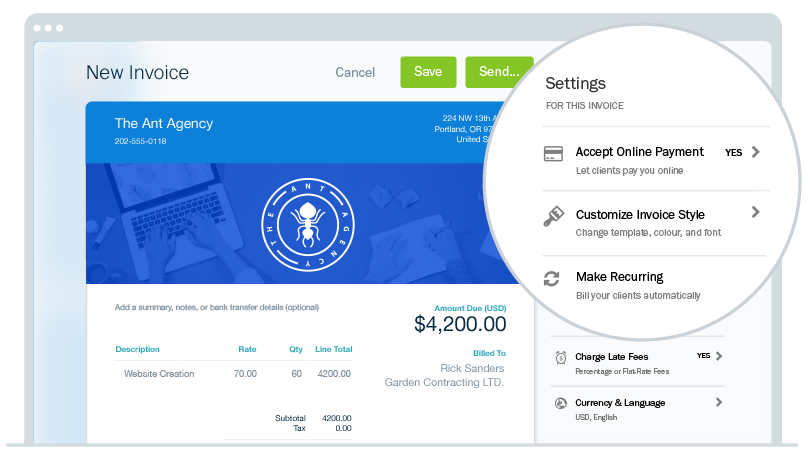 New Invoice
Cancel
Save
Send...
The Ant Agency
202-555-0118
224 NW 13th
Portland, OR 97
United
THE ANT AGENCY
Add a summary, notes, or bank transfer details (optional)
Amount Due (USD)
$4,200.00
Description Rate Qty Line Total
Website Creation 70.00 60 4200.00
Billed To
Rick Sanders
Garden Contracting LTD.
Subtotal 4200.00
Tax 0.00
Settings
FOR THIS INVOICE
Accept Online Payment YES
Let clients pay you online
Customize Invoice Style
Change template, colour, and font
Make Recurring
Bill your clients automatically
Charge Late Fees YES
Percentage or Flat-Rate Fees
Currency & Language
USD, English